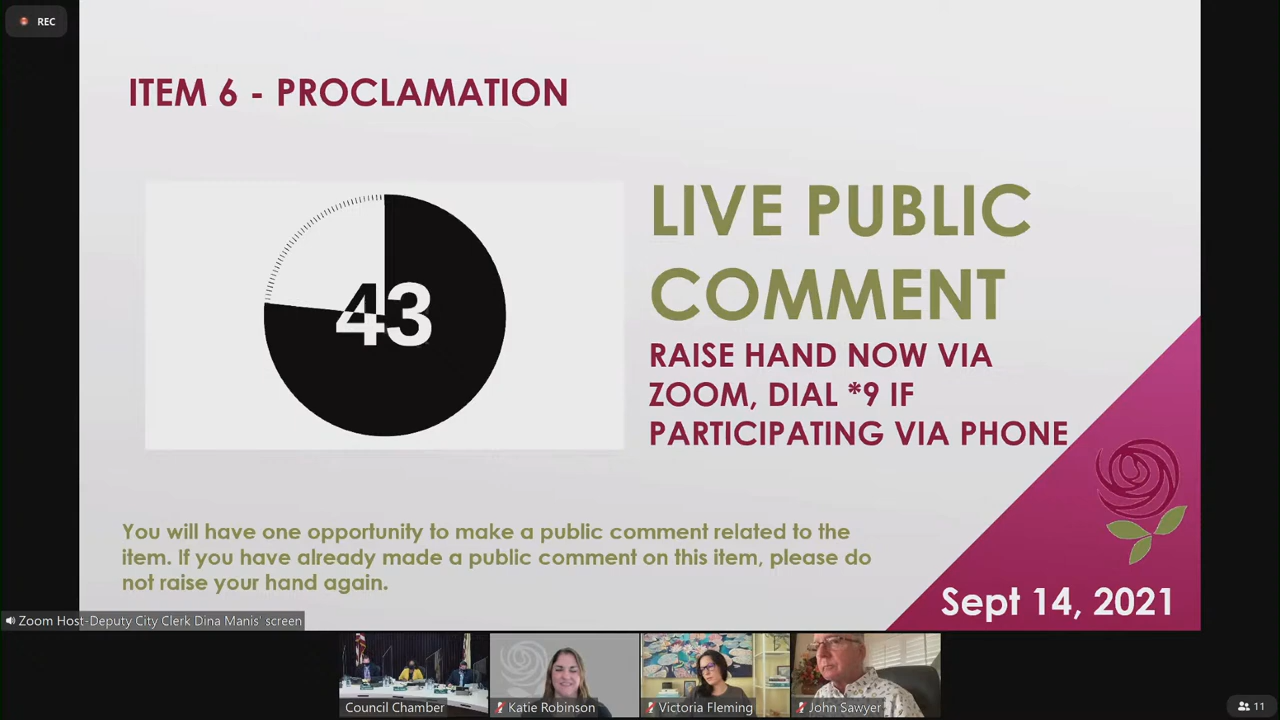 REC
ITEM 6 - PROCLAMATION
43
LIVE PUBLIC
COMMENT
RAISE HAND NOW VIA
ZOOM, DIAL *9 IF
PARTICIPATING VIA PHONE
You will have one opportunity to make a public comment related to the
item. If you have already made a public comment on this item, please do
not raise your hand again.
Sept 14, 2021
Zoom Host-Deputy City Clerk Dina Manis' screen
Council Chamber
Katie Robinson
Victoria Fleming
John Sawyer
11